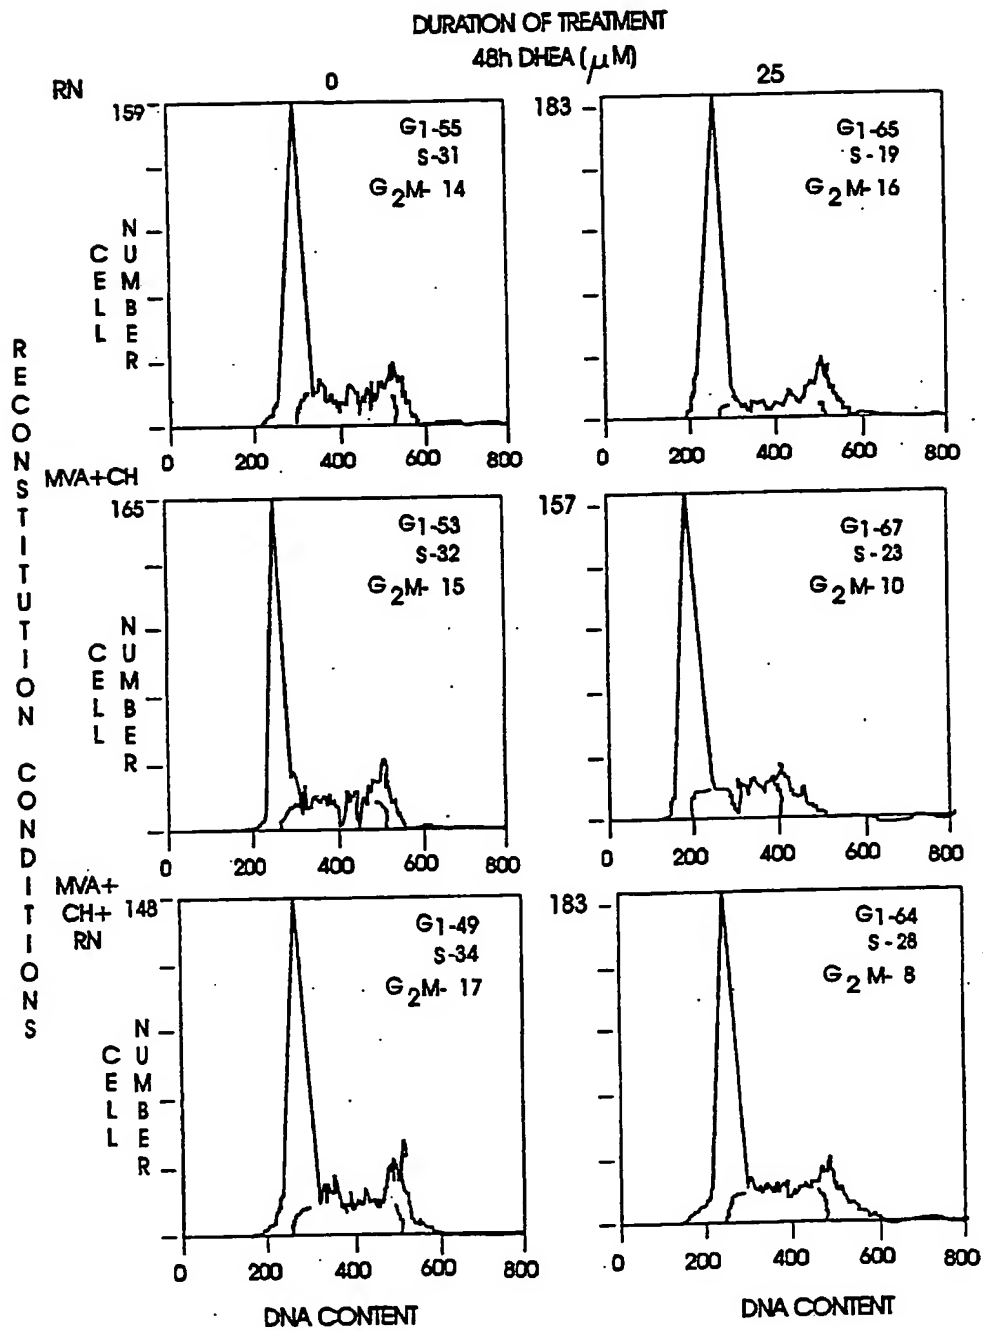 DURATION OF TREATMENT
48h DHEA (μM)
0
25
RECONSTITUTION CONDITIONS
RN
159
CELL NUMBER
G1-55
S-31
G2M- 14
0 200 400 600 800
183
G1-65
S-19
G2M-16
0 200 400 600 800
MVA+CH
165
CELL NUMBER
G1-53
S-32
G2M- 15
0 200 400 600 800
157
G1-67
S-23
G2M-10
0 200 400 600 800
MVA+
CH+
RN
148
CELL NUMBER
G1-49
S-34
G2M- 17
0 200 400 600 800
DNA CONTENT
183
G1-64
S-28
G2M- 8
0 200 400 600 800
DNA CONTENT